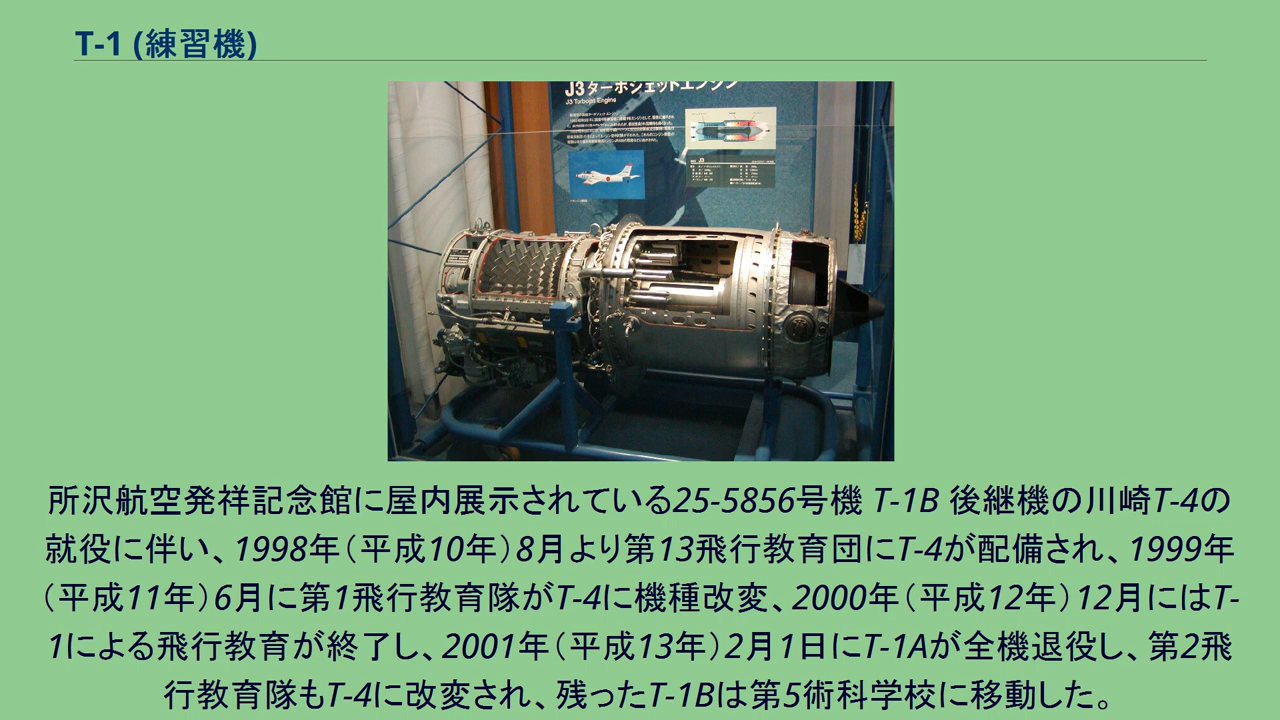 T-1 (練習機)
J3ターボジェットエンジン
J3 Turbojet Engine
J3
所沢航空発祥記念館に屋内展示されている25-5856号機 T-1B 後継機の川崎T-4の
就役に伴い、1998年（平成10年）8月より第13飛行教育団にT-4が配備され、1999年
（平成11年）6月に第1飛行教育隊がT-4に機種改変、2000年（平成12年）12月にはT-
1による飛行教育が終了し、2001年（平成13年）2月1日にT-1Aが全機退役し、第2飛
行教育隊もT-4に改変され、残ったT-1Bは第5術科学校に移動した。